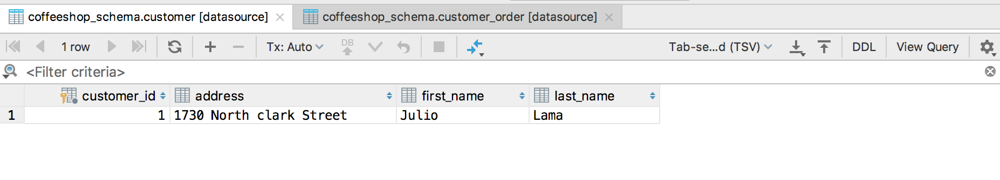 coffeeshop_schema.customer [datasource] coffeeshop_schema.customer_order [datasource]
1 row Tx: Auto DB Tab-se...d (TSV) DDL View Query
<Filter criteria>
customer_id address first_name last_name
1 1 1730 North clark Street Julio Lama